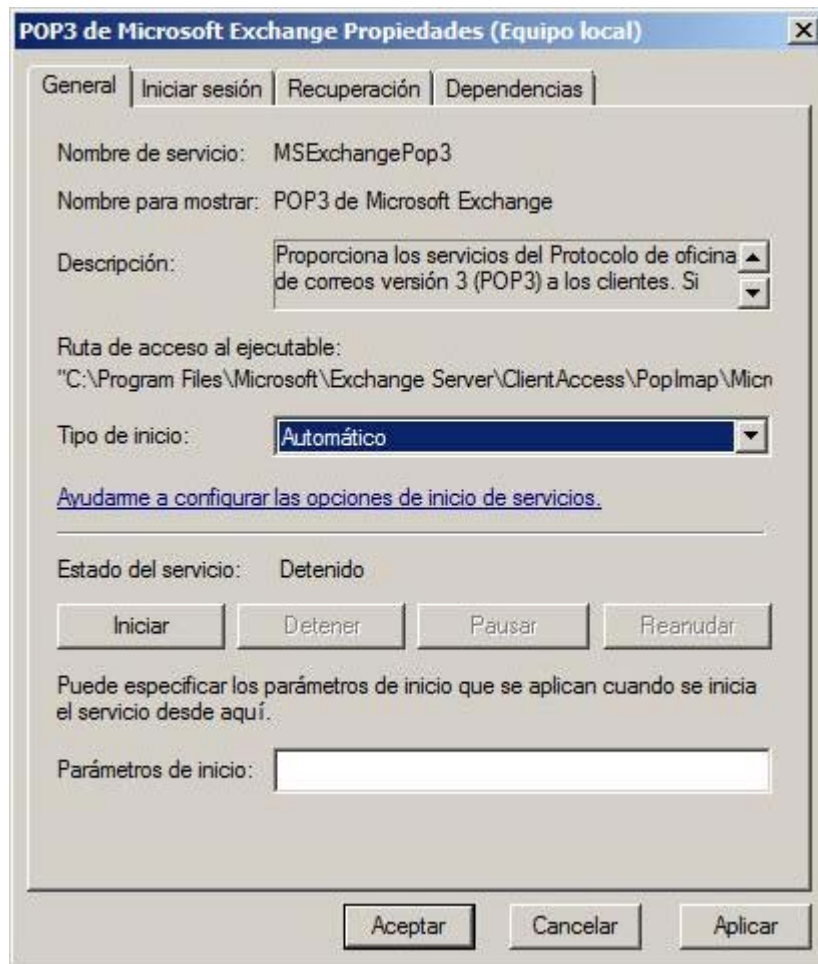 POP3 de Microsoft Exchange Propiedades (Equipo local)
General Iniciar sesión Recuperación Dependencias
Nombre de servicio: MSExchangePop3
Nombre para mostrar: POP3 de Microsoft Exchange
Descripción: Proporciona los servicios del Protocolo de oficina
de correos versión 3 (POP3) a los clientes. Si
Ruta de acceso al ejecutable:
"C:\Program Files\Microsoft\Exchange Server\ClientAccess\PopImap\Micr
Tipo de inicio: Automático
Ayudarme a configurar las opciones de inicio de servicios.
Estado del servicio: Detenido
Iniciar Detener Pausar Reanudar
Puede especificar los parámetros de inicio que se aplican cuando se inicia
el servicio desde aquí.
Parámetros de inicio:
Aceptar Cancelar Aplicar